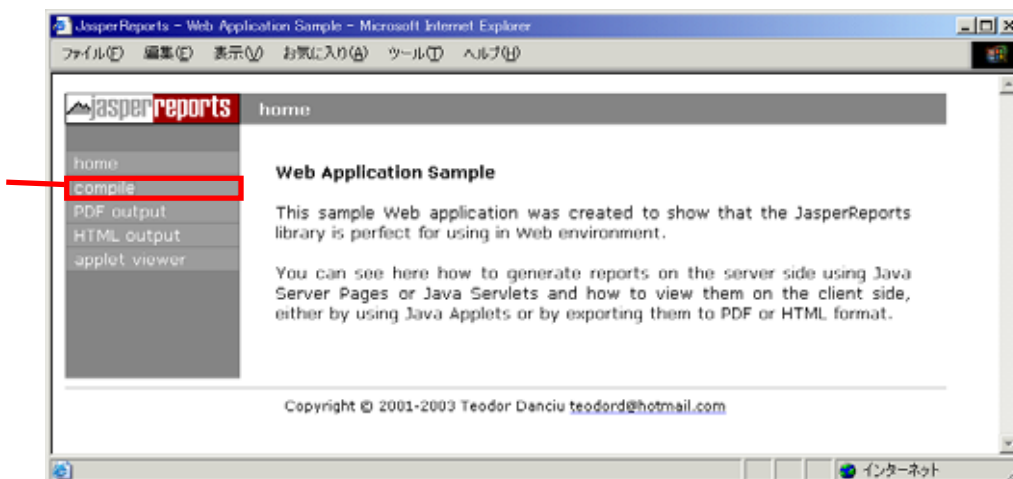 JasperReports - Web Application Sample - Microsoft Internet Explorer
ファイル(F) 編集(E) 表示(V) お気に入り(A) ツール(T) ヘルプ(H)
jasperreports home
home
compile
PDF output
HTML output
applet viewer
Web Application Sample
This sample Web application was created to show that the JasperReports
library is perfect for using in Web environment.
You can see here how to generate reports on the server side using Java
Server Pages or Java Servlets and how to view them on the client side,
either by using Java Applets or by exporting them to PDF or HTML format.
Copyright © 2001-2003 Teodor Danciu teodord@hotmail.com
インターネット